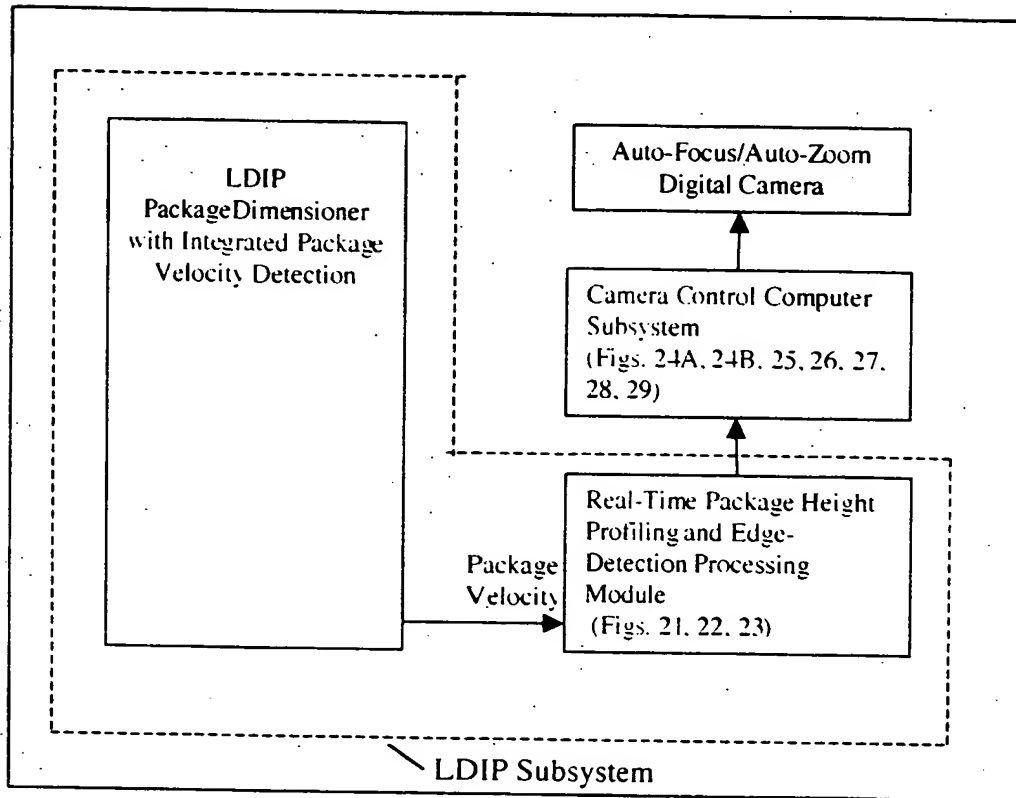 LDIP
PackageDimensioner
with Integrated Package
Velocity Detection
Auto-Focus/Auto-Zoom
Digital Camera
Camera Control Computer
Subsystem
(Figs. 24A, 24B, 25, 26, 27,
28, 29)
Real-Time Package Height
Profiling and Edge-
Detection Processing
Module
(Figs. 21, 22, 23)
Package
Velocity
LDIP Subsystem